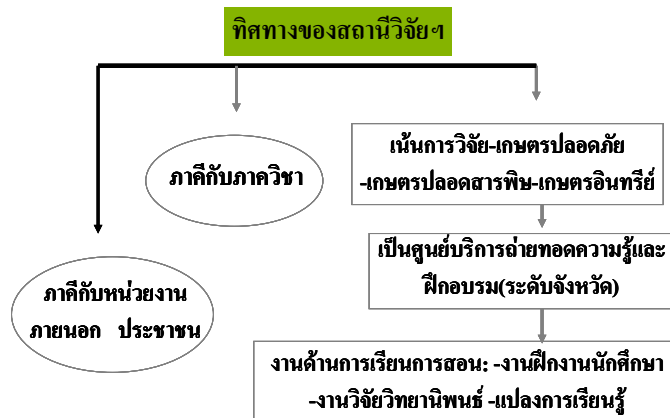 ทิศทางของสถานีวิจัยฯ
ภาคีกับภาควิชา
เน้นการวิจัย-เกษตรปลอดภัย
-เกษตรปลอดสารพิษ-เกษตรอินทรีย์
ภาคีกับหน่วยงาน
ภายนอก ประชาชน
เป็นศูนย์บริการถ่ายทอดความรู้และ
ฝึกอบรม(ระดับจังหวัด)
งานด้านการเรียนการสอน: -งานฝึกงานนักศึกษา
-งานวิจัยวิทยานิพนธ์ -แปลงการเรียนรู้